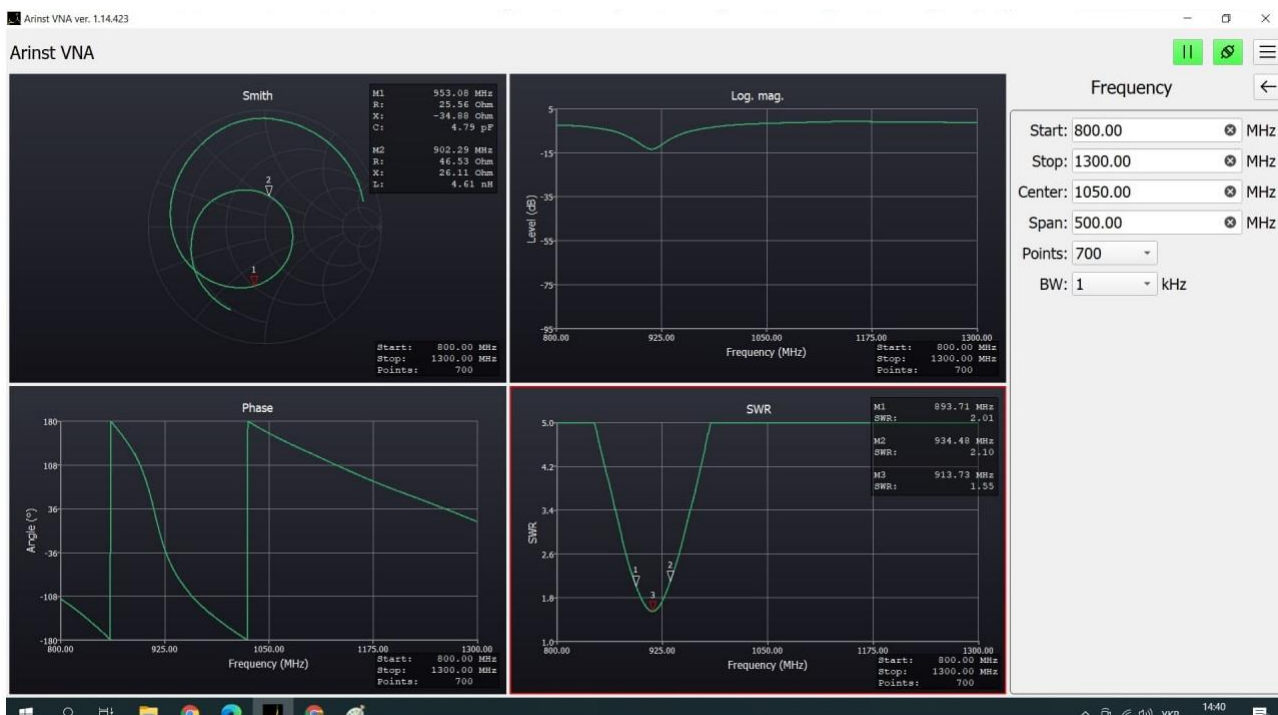 Arinst VNA ver. 1.14.423
Arinst VNA
Smith
M1 953.08 MHz
R: 25.56 Ohm
X: -34.88 Ohm
C: 4.79 pF
M2 902.29 MHz
R: 46.53 Ohm
X: 26.11 Ohm
L: 4.61 nH
2
1
Start: 800.00 MHz
Stop: 1300.00 MHz
Points: 700
Log. mag.
5
-15
-35
-55
-75
-95
Level (dB)
800.00 925.00 1050.00 1175.00 1300.00
Frequency (MHz)
Start: 800.00 MHz
Stop: 1300.00 MHz
Points: 700
Phase
180
108
36
-36
-108
-180
Angle (°)
800.00 925.00 1050.00 1175.00 1300.00
Frequency (MHz)
Start: 800.00 MHz
Stop: 1300.00 MHz
Points: 700
SWR
M1 893.71 MHz
SWR: 2.01
M2 934.48 MHz
SWR: 2.10
M3 913.73 MHz
SWR: 1.55
5.0
4.2
3.4
2.6
1.8
1.0
SWR
1
2
3
800.00 925.00 1050.00 1175.00 1300.00
Frequency (MHz)
Start: 800.00 MHz
Stop: 1300.00 MHz
Points: 700
Frequency
Start: 800.00 MHz
Stop: 1300.00 MHz
Center: 1050.00 MHz
Span: 500.00 MHz
Points: 700
BW: 1 kHz
14:40